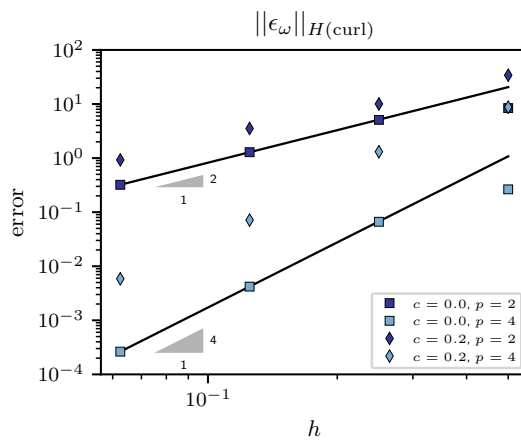 ||ϵ_ω||_{H(curl)}
10^2
10^1
10^0
10^{-1}
10^{-2}
10^{-3}
10^{-4}
error
2
1
4
1
c = 0.0, p = 2
c = 0.0, p = 4
c = 0.2, p = 2
c = 0.2, p = 4
10^{-1}
h